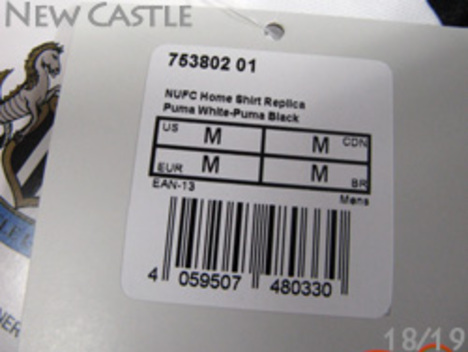 NEW CASTLE
753802 01
NUFC Home Shirt Replica
Puma White-Puma Black
US M M CDN
EUR M M BR
EAN-13 Mens
4 059507 480330
18/19